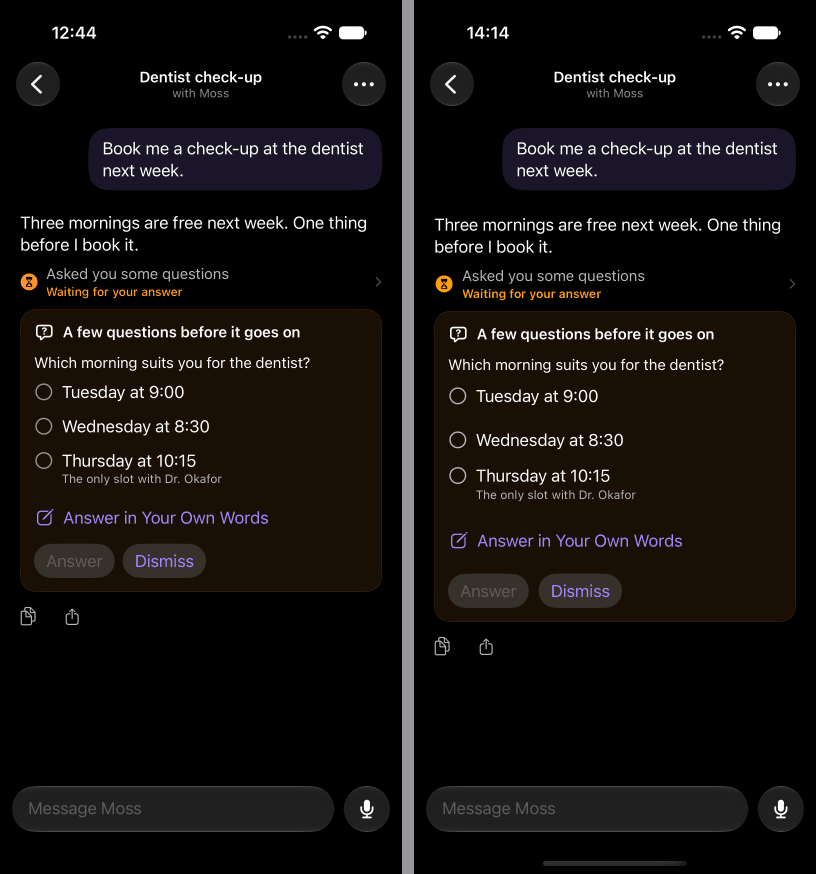 12:44
Dentist check-up
with Moss
Book me a check-up at the dentist
next week.
Three mornings are free next week. One thing
before I book it.
Asked you some questions
Waiting for your answer
A few questions before it goes on
Which morning suits you for the dentist?
Tuesday at 9:00
Wednesday at 8:30
Thursday at 10:15
The only slot with Dr. Okafor
Answer in Your Own Words
Answer
Dismiss
Message Moss
14:14
Dentist check-up
with Moss
Book me a check-up at the dentist
next week.
Three mornings are free next week. One thing
before I book it.
Asked you some questions
Waiting for your answer
A few questions before it goes on
Which morning suits you for the dentist?
Tuesday at 9:00
Wednesday at 8:30
Thursday at 10:15
The only slot with Dr. Okafor
Answer in Your Own Words
Answer
Dismiss
Message Moss